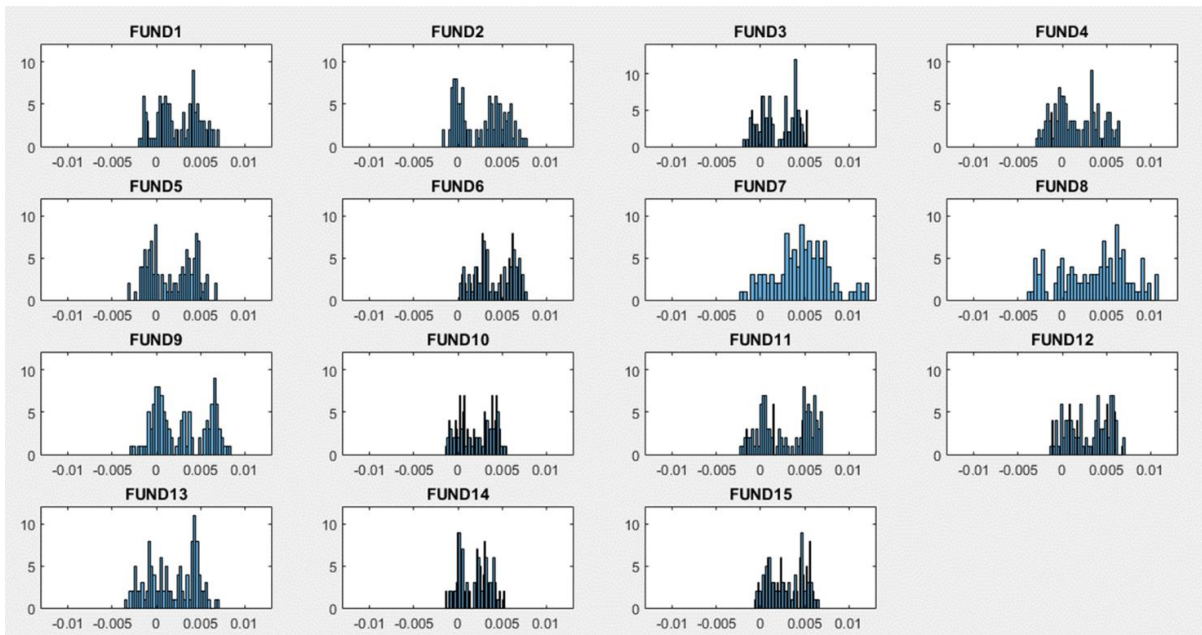 FUND1 FUND2 FUND3 FUND4
10 10 10 10
5 5 5 5
0 0 0 0
-0.01 -0.005 0 0.005 0.01 -0.01 -0.005 0 0.005 0.01 -0.01 -0.005 0 0.005 0.01 -0.01 -0.005 0 0.005 0.01
FUND5 FUND6 FUND7 FUND8
10 10 10 10
5 5 5 5
0 0 0 0
-0.01 -0.005 0 0.005 0.01 -0.01 -0.005 0 0.005 0.01 -0.01 -0.005 0 0.005 0.01 -0.01 -0.005 0 0.005 0.01
FUND9 FUND10 FUND11 FUND12
10 10 10 10
5 5 5 5
0 0 0 0
-0.01 -0.005 0 0.005 0.01 -0.01 -0.005 0 0.005 0.01 -0.01 -0.005 0 0.005 0.01 -0.01 -0.005 0 0.005 0.01
FUND13 FUND14 FUND15
10 10 10
5 5 5
0 0 0
-0.01 -0.005 0 0.005 0.01 -0.01 -0.005 0 0.005 0.01 -0.01 -0.005 0 0.005 0.01